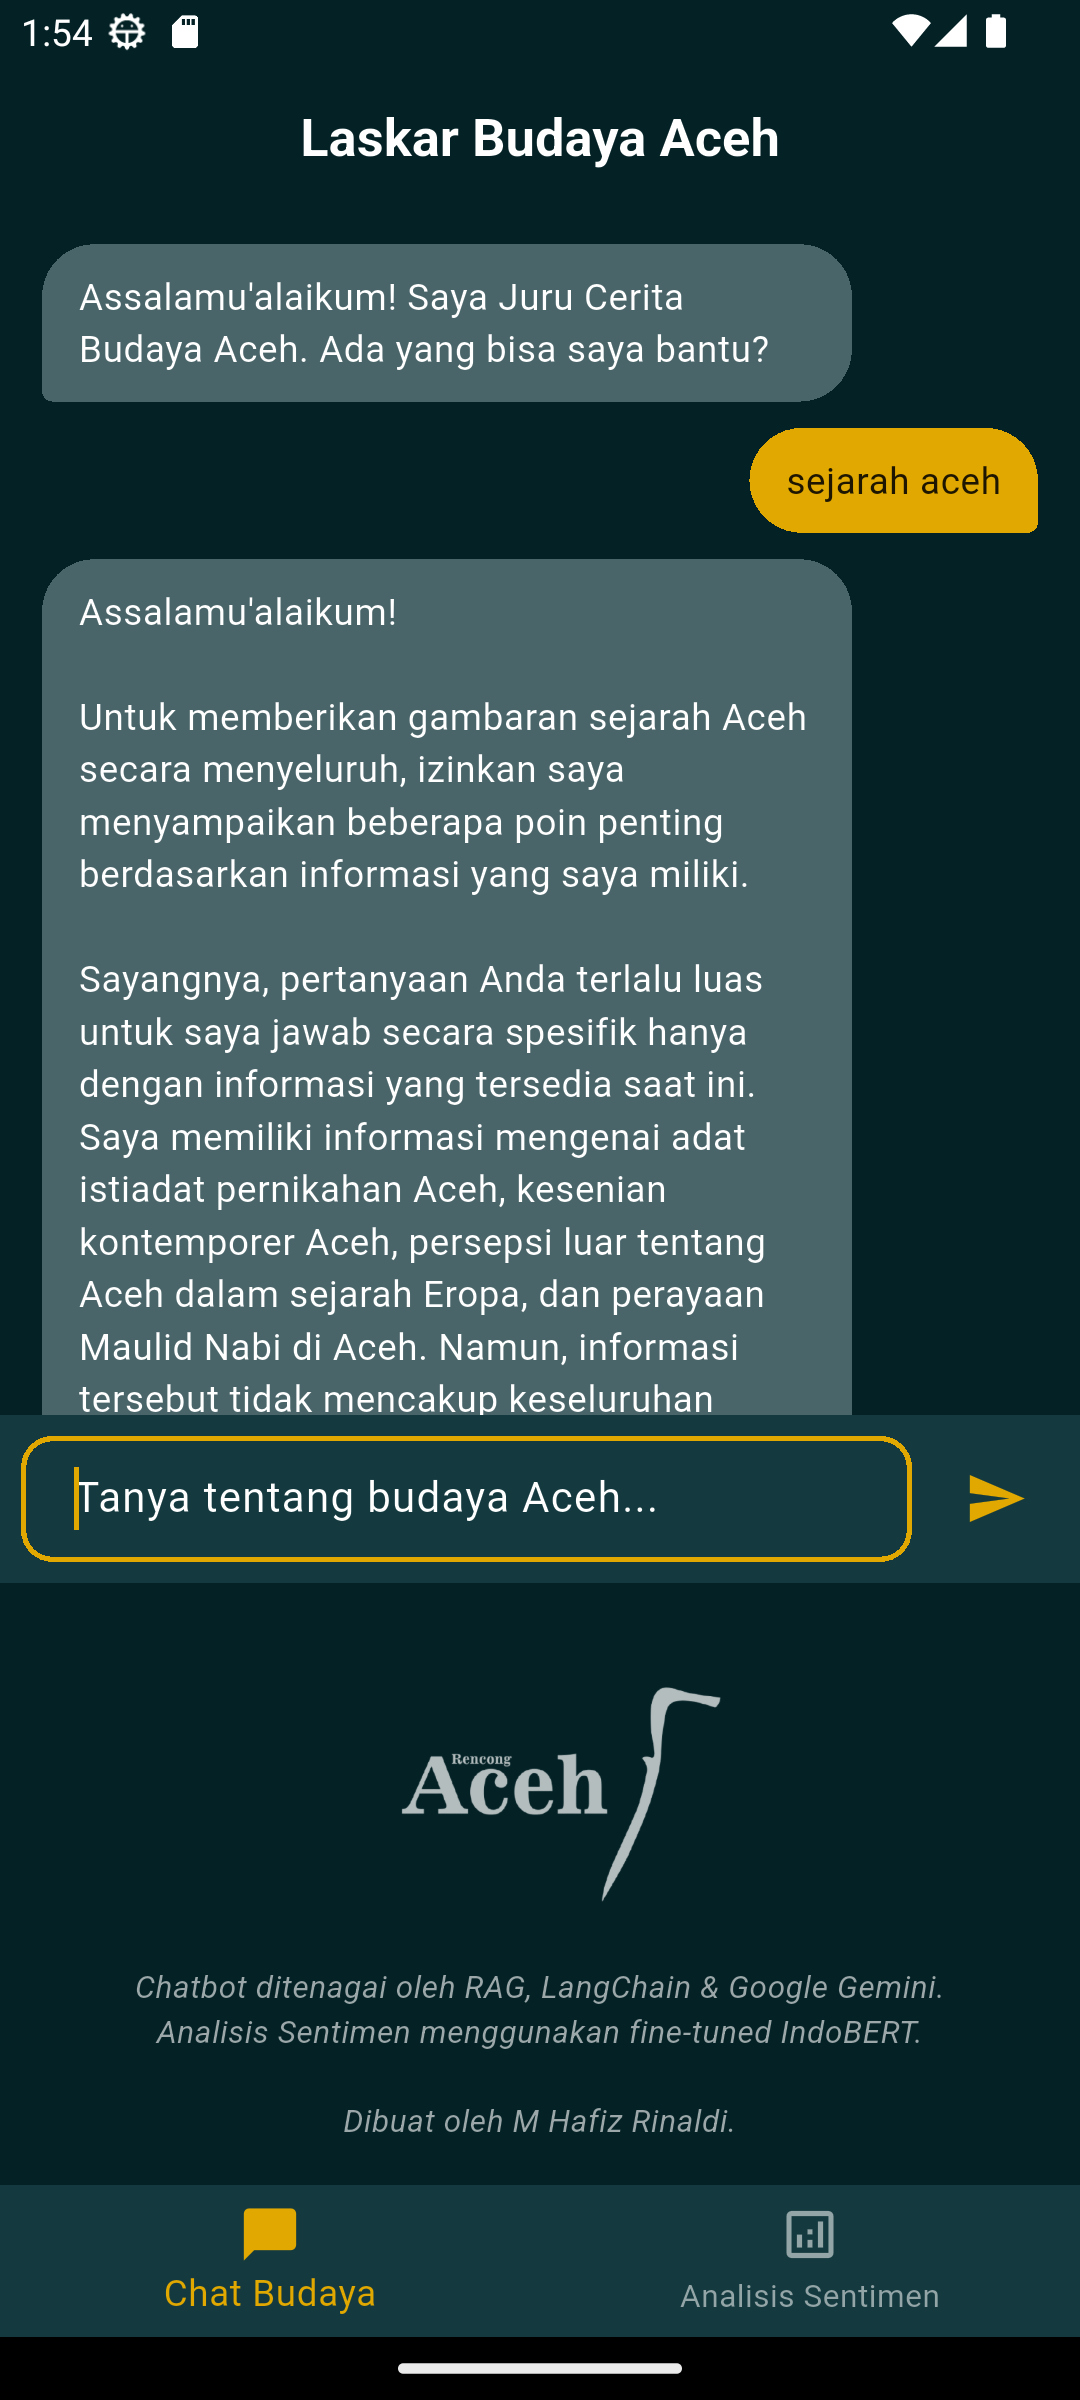 1:54
Laskar Budaya Aceh
Assalamu'alaikum! Saya Juru Cerita
Budaya Aceh. Ada yang bisa saya bantu?
sejarah aceh
Assalamu'alaikum!
Untuk memberikan gambaran sejarah Aceh
secara menyeluruh, izinkan saya
menyampaikan beberapa poin penting
berdasarkan informasi yang saya miliki.
Sayangnya, pertanyaan Anda terlalu luas
untuk saya jawab secara spesifik hanya
dengan informasi yang tersedia saat ini.
Saya memiliki informasi mengenai adat
istiadat pernikahan Aceh, kesenian
kontemporer Aceh, persepsi luar tentang
Aceh dalam sejarah Eropa, dan perayaan
Maulid Nabi di Aceh. Namun, informasi
tersebut tidak mencakup keseluruhan
Tanya tentang budaya Aceh...
Rencong
Aceh
Chatbot ditenagai oleh RAG, LangChain & Google Gemini.
Analisis Sentimen menggunakan fine-tuned IndoBERT.
Dibuat oleh M Hafiz Rinaldi.
Chat Budaya
Analisis Sentimen